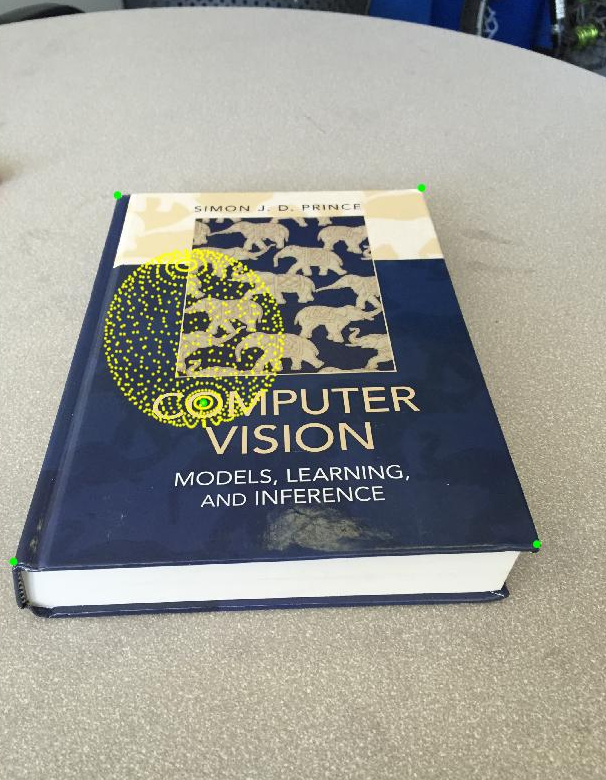 SIMON J. D. PRINCE
COMPUTER
VISION
MODELS, LEARNING,
AND INFERENCE